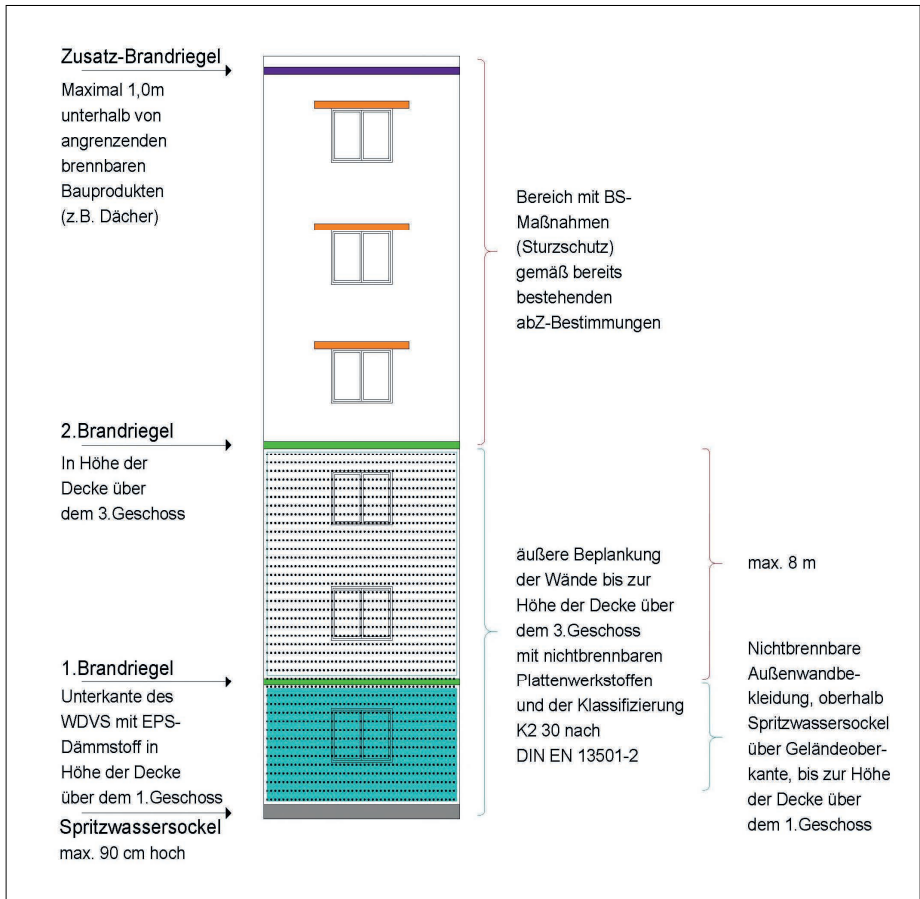 Zusatz-Brandriegel
Maximal 1,0m
unterhalb von
angrenzenden
brennbaren
Bauprodukten
(z.B. Dächer)
Bereich mit BS-
Maßnahmen
(Sturzschutz)
gemäß bereits
bestehenden
abZ-Bestimmungen
2.Brandriegel
In Höhe der
Decke über
dem 3.Geschoss
äußere Beplankung
der Wände bis zur
Höhe der Decke über
dem 3.Geschoss
mit nichtbrennbaren
Plattenwerkstoffen
und der Klassifizierung
K2 30 nach
DIN EN 13501-2
max. 8 m
1.Brandriegel
Unterkante des
WDVS mit EPS-
Dämmstoff in
Höhe der Decke
über dem 1.Geschoss
Nichtbrennbare
Außenwandbe-
kleidung, oberhalb
Spritzwassersockel
über Geländeober-
kante, bis zur Höhe
der Decke über
dem 1.Geschoss
Spritzwassersockel
max. 90 cm hoch